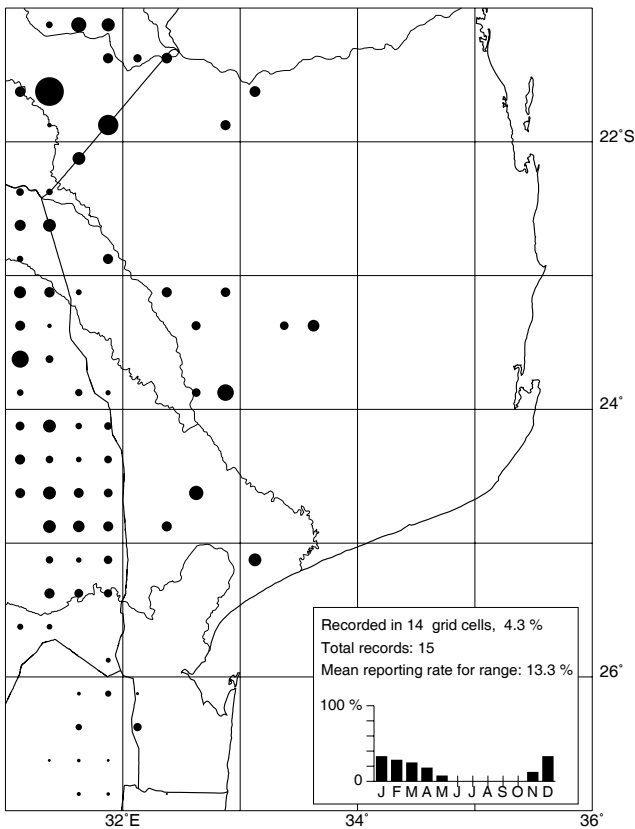 22°S
24°
Recorded in 14 grid cells, 4.3 %
Total records: 15
Mean reporting rate for range: 13.3 %
26°
100 %
0
J F M A M J J A S O N D
32°E
34°
36°